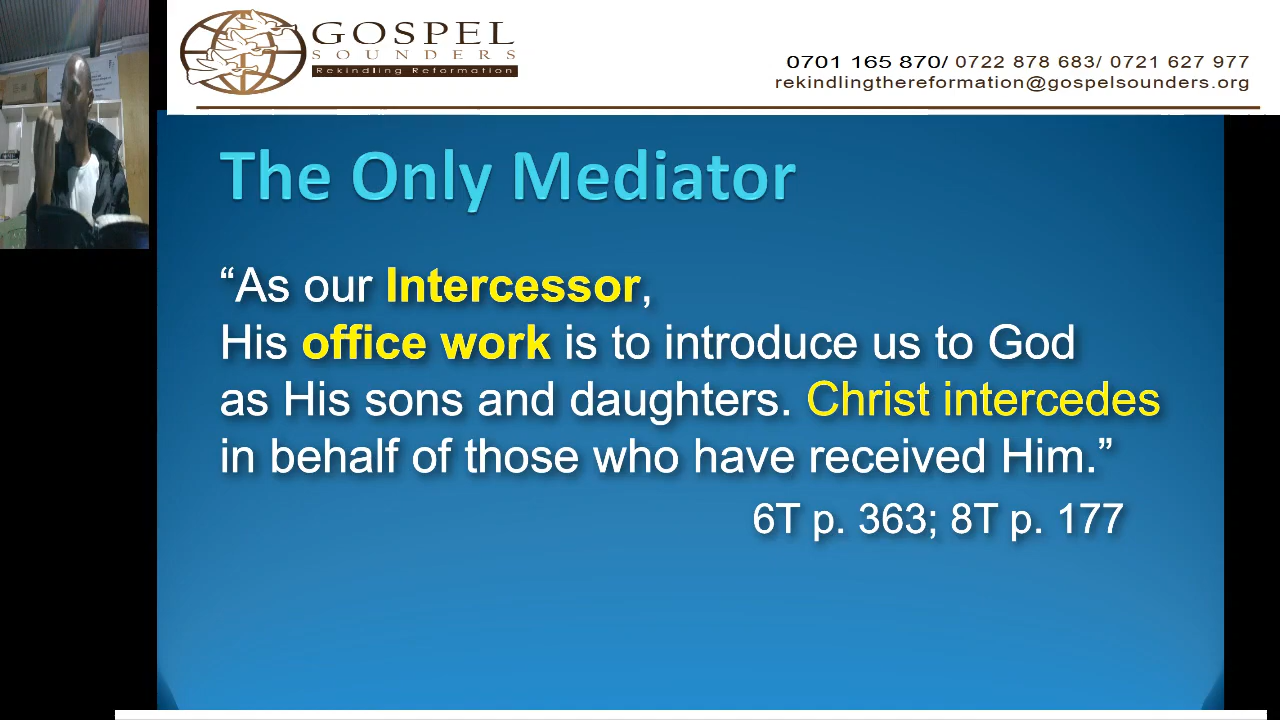 GOSPEL
SOUNDERS
Rekindling Reformation
0701 165 870/ 0722 878 683/ 0721 627 977
rekindlingthereformation@gospelsounders.org
The Only Mediator
“As our Intercessor,
His office work is to introduce us to God
as His sons and daughters. Christ intercedes
in behalf of those who have received Him.”
6T p. 363; 8T p. 177